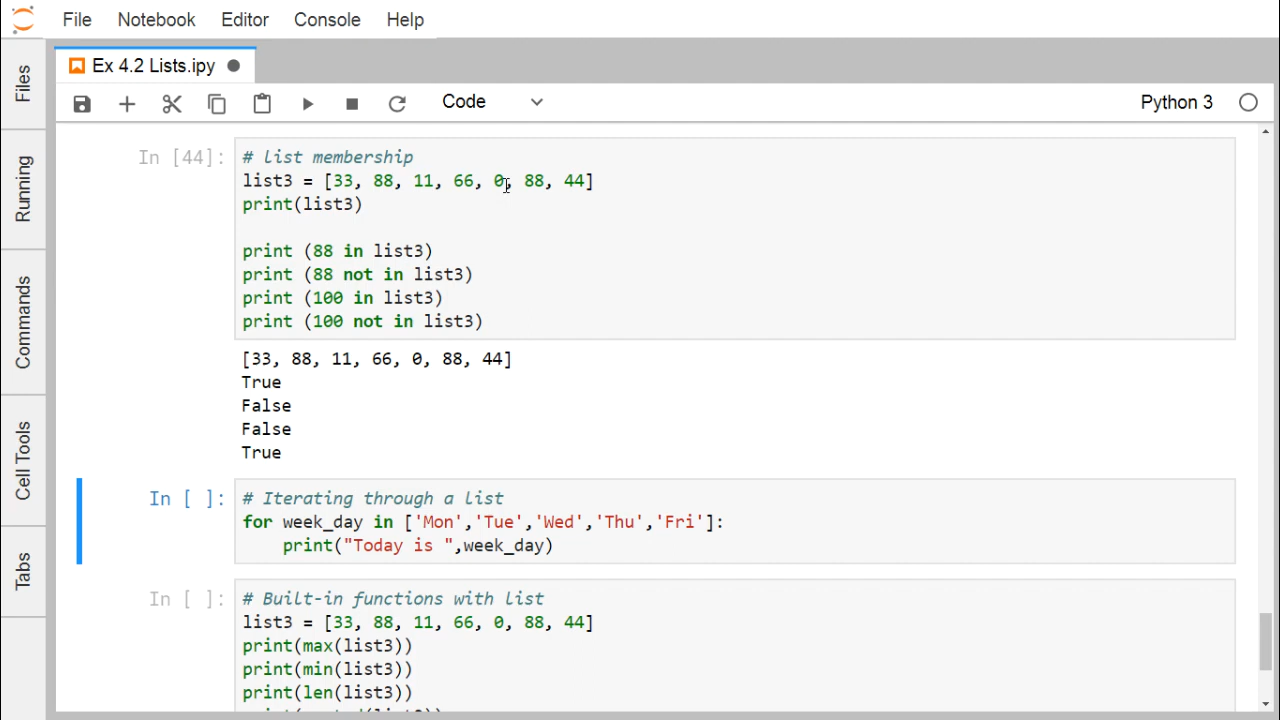 File Notebook Editor Console Help
Ex 4.2 Lists.ipy
Code
Python 3
Files
Running
Commands
Cell Tools
Tabs
In [44]:
# list membership
list3 = [33, 88, 11, 66, 0, 88, 44]
print(list3)
print (88 in list3)
print (88 not in list3)
print (100 in list3)
print (100 not in list3)
[33, 88, 11, 66, 0, 88, 44]
True
False
False
True
In [ ]:
# Iterating through a list
for week_day in ['Mon','Tue','Wed','Thu','Fri']:
    print("Today is ",week_day)
In [ ]:
# Built-in functions with list
list3 = [33, 88, 11, 66, 0, 88, 44]
print(max(list3))
print(min(list3))
print(len(list3))